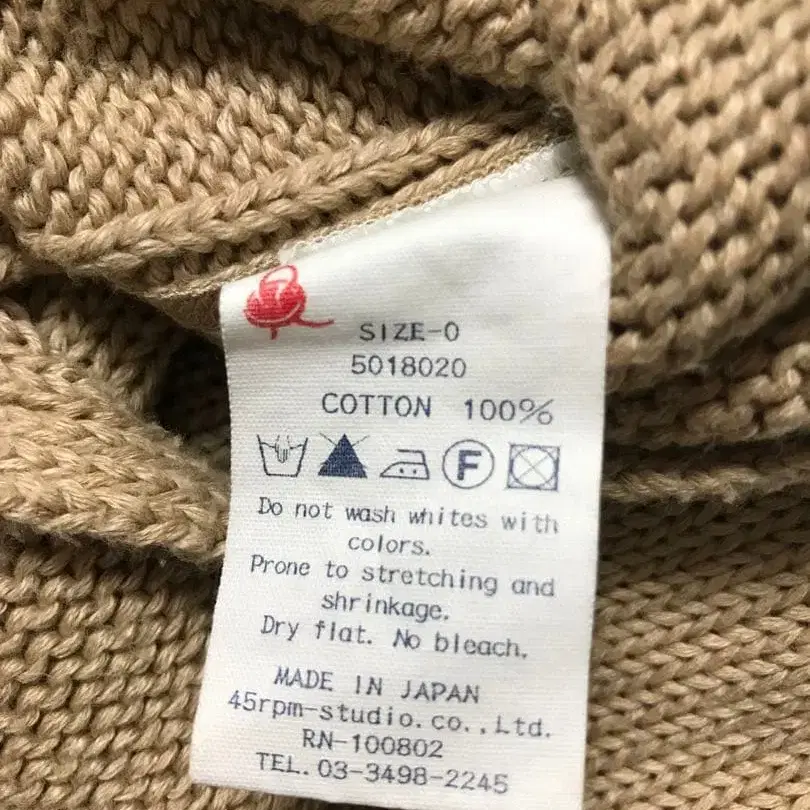 SIZE-0
5018020
COTTON 100%
F
Do not wash whites with
colors.
Prone to stretching and
shrinkage.
Dry flat. No bleach.
MADE IN JAPAN
45rpm-studio.co.,Ltd.
RN-100802
TEL.03-3498-2245